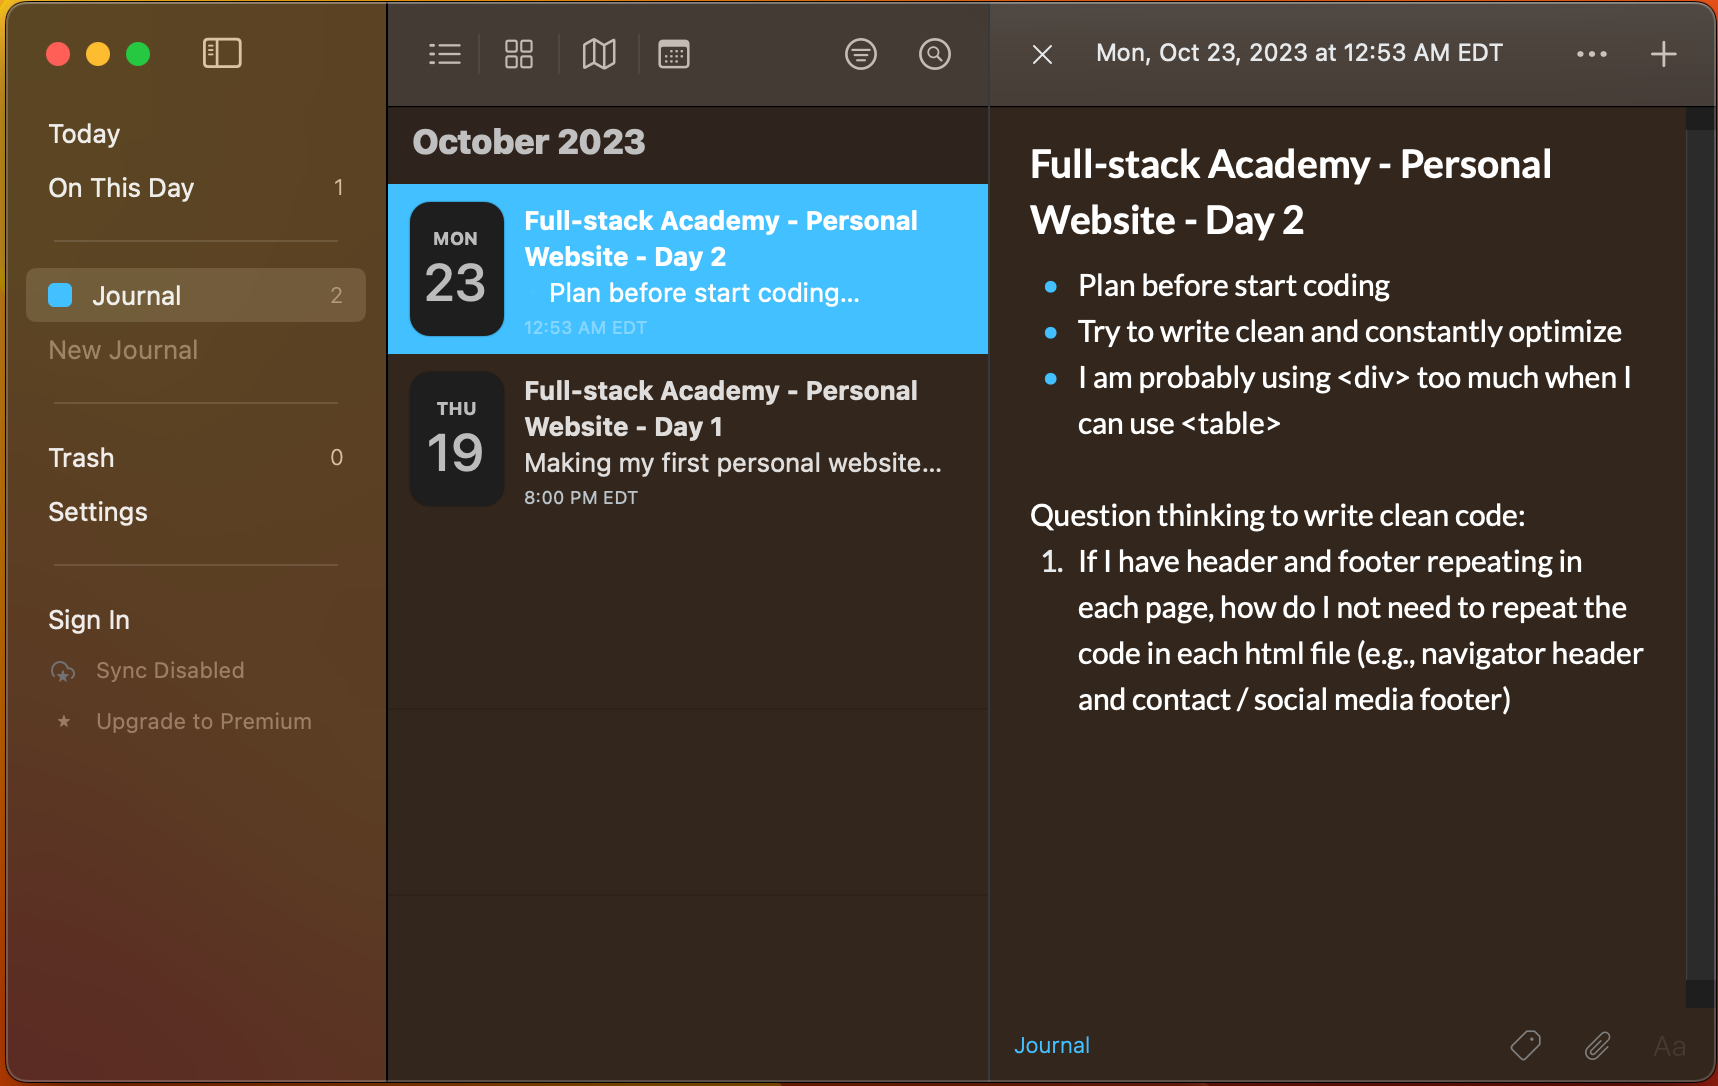 Today
On This Day 1
Journal 2
New Journal
Trash 0
Settings
Sign In
Sync Disabled
Upgrade to Premium
October 2023
MON
23
Full-stack Academy - Personal
Website - Day 2
Plan before start coding...
12:53 AM EDT
THU
19
Full-stack Academy - Personal
Website - Day 1
Making my first personal website...
8:00 PM EDT
Mon, Oct 23, 2023 at 12:53 AM EDT
Full-stack Academy - Personal
Website - Day 2
• Plan before start coding
• Try to write clean and constantly optimize
• I am probably using <div> too much when I
can use <table>
Question thinking to write clean code:
1. If I have header and footer repeating in
each page, how do I not need to repeat the
code in each html file (e.g., navigator header
and contact / social media footer)
Journal
Aa